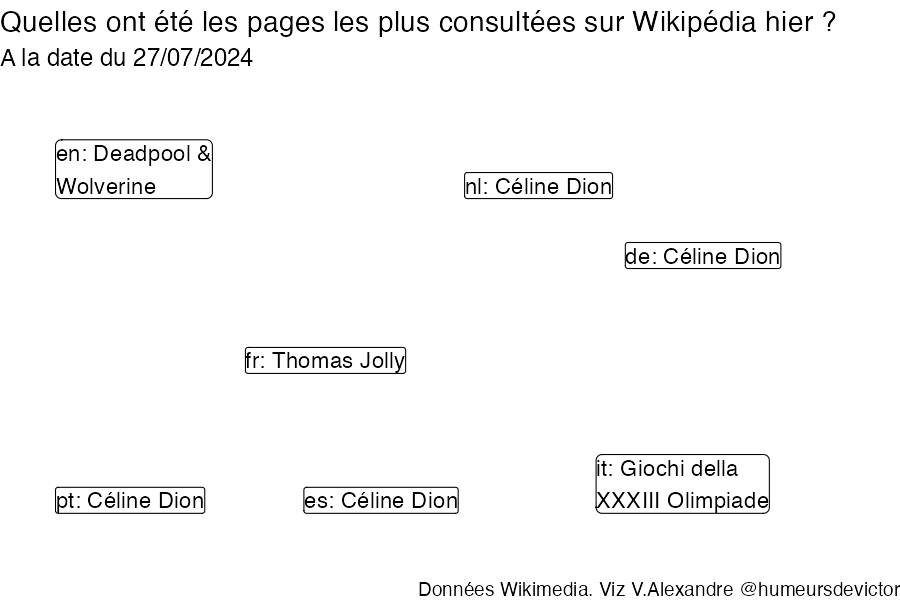 Quelles ont été les pages les plus consultées sur Wikipédia hier ?
A la date du 27/07/2024
en: Deadpool &
Wolverine
nl: Céline Dion
de: Céline Dion
fr: Thomas Jolly
it: Giochi della
XXXIII Olimpiade
pt: Céline Dion
es: Céline Dion
Données Wikimedia. Viz V.Alexandre @humeursdevictor